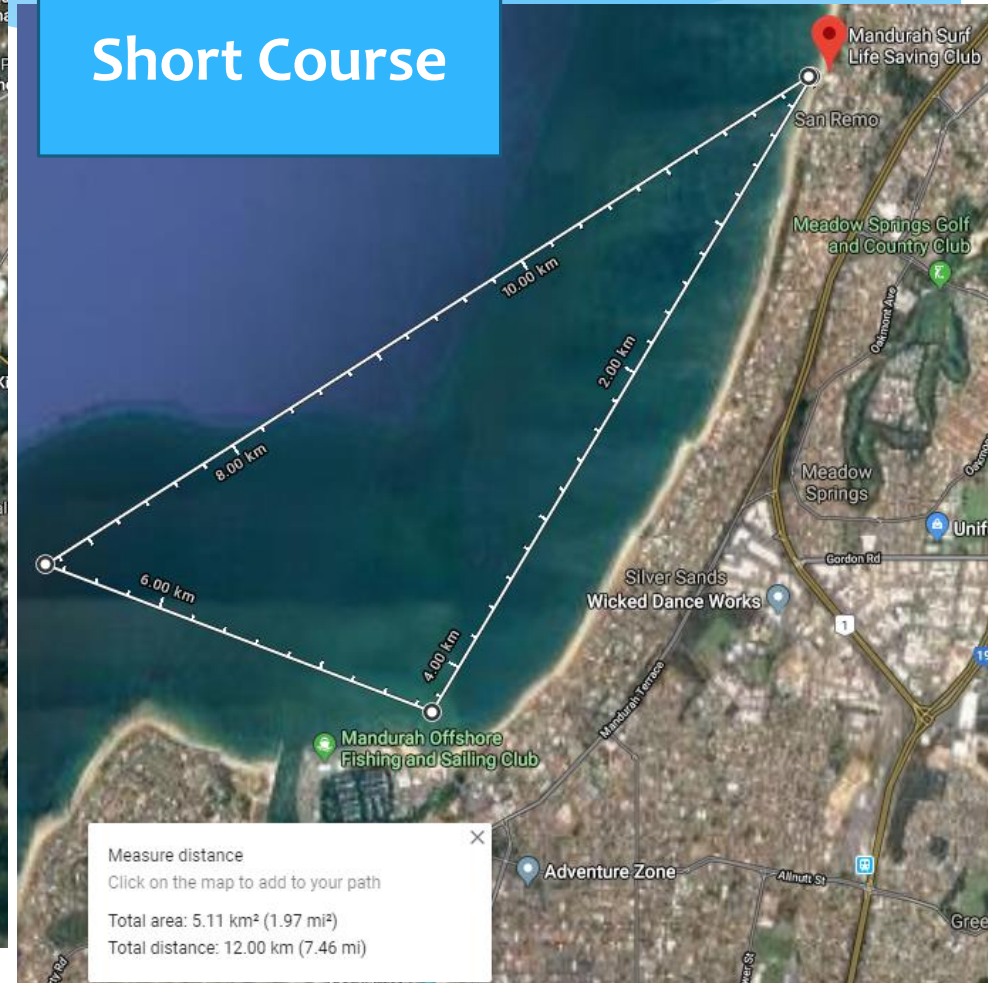 Short Course
Mandurah Surf
Life Saving Club
San Remo
Meadow Springs Golf
and Country Club
Oakmont Ave
10.00 km
2.00 km
8.00 km
Meadow
Springs
Unif
Gordon Rd
6.00 km
Silver Sands
Wicked Dance Works
1
19
4.00 km
Mandurah Terrace
Mandurah Offshore
Fishing and Sailing Club
Measure distance
Click on the map to add to your path
Total area: 5.11 km² (1.97 mi²)
Total distance: 12.00 km (7.46 mi)
Adventure Zone
Allnutt St
Gree